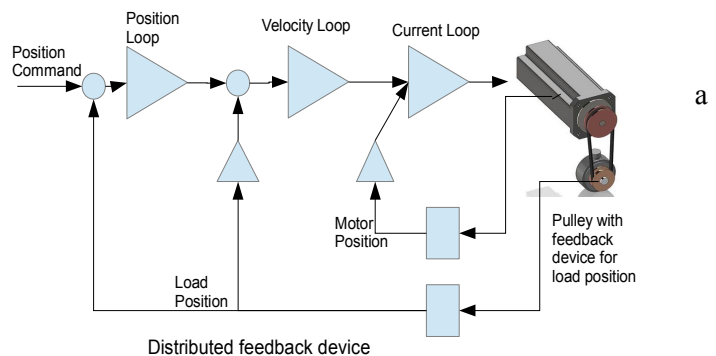 Position
Loop
Velocity Loop
Current Loop
Position
Command
a
Motor
Position
Pulley with
feedback
device for
load position
Load
Position
Distributed feedback device